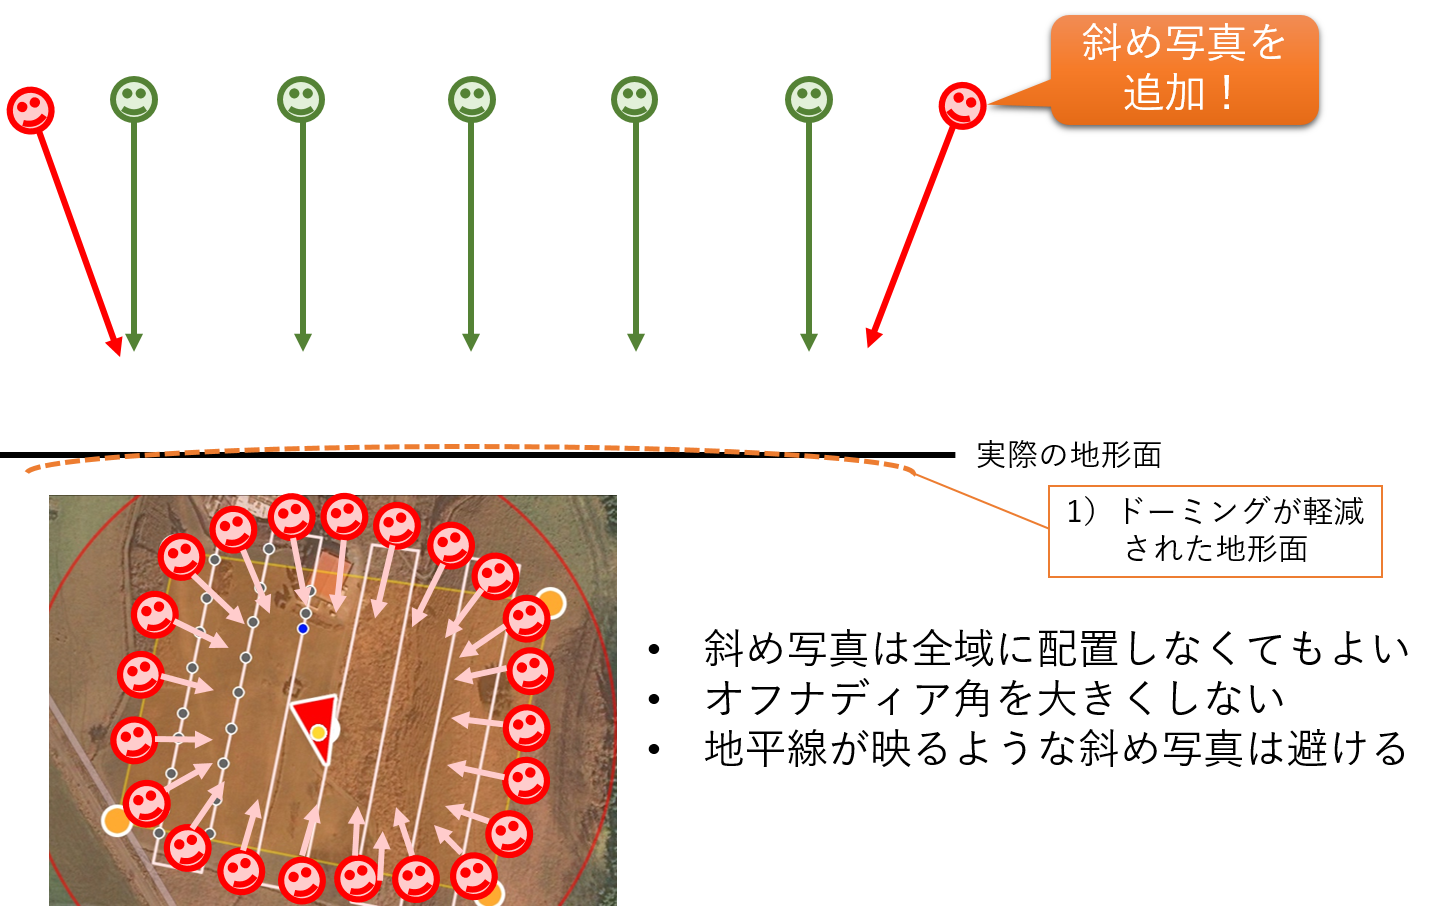 斜め写真を
追加！
実際の地形面
1）ドーミングが軽減
された地形面
• 斜め写真は全域に配置しなくてもよい
• オフナディア角を大きくしない
• 地平線が映るような斜め写真は避ける